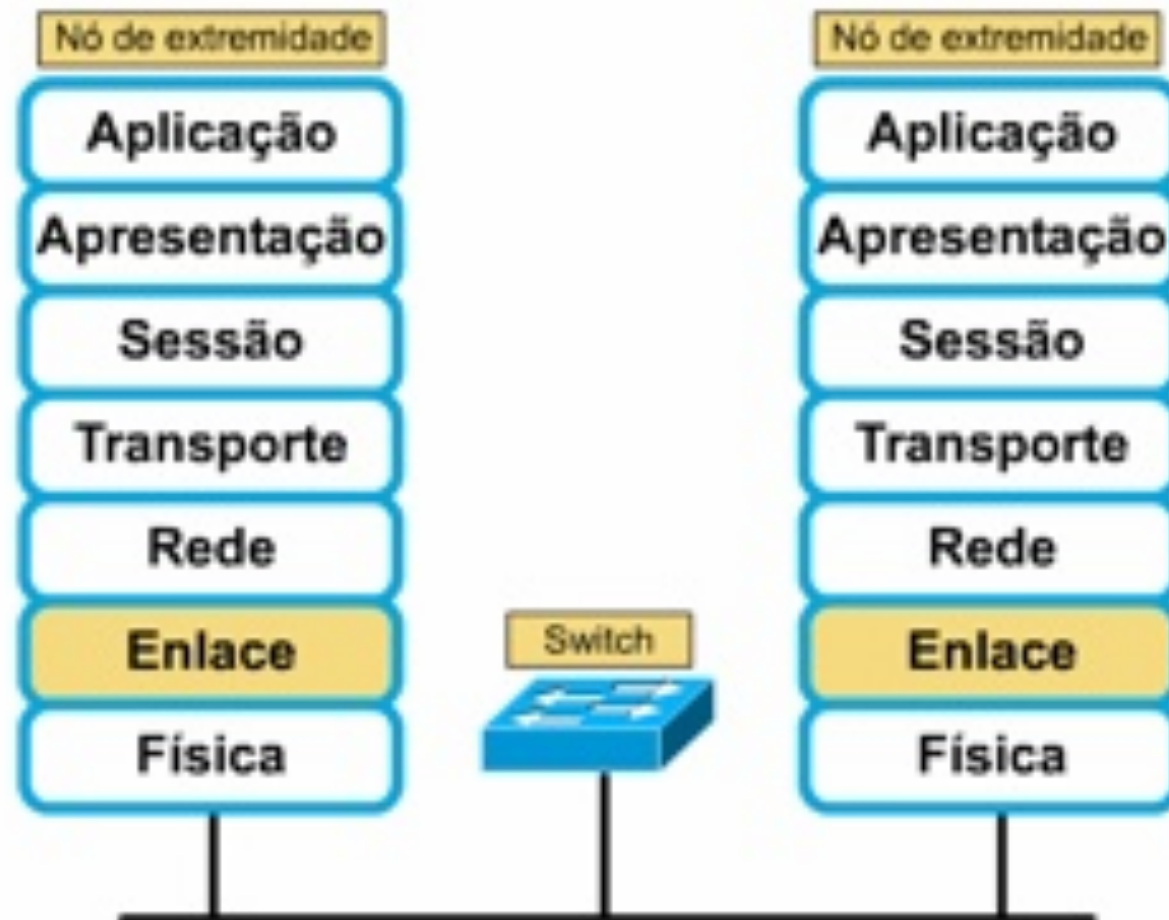 Nó de extremidade
Aplicação
Apresentação
Sessão
Transporte
Rede
Enlace
Física
Switch
Nó de extremidade
Aplicação
Apresentação
Sessão
Transporte
Rede
Enlace
Física